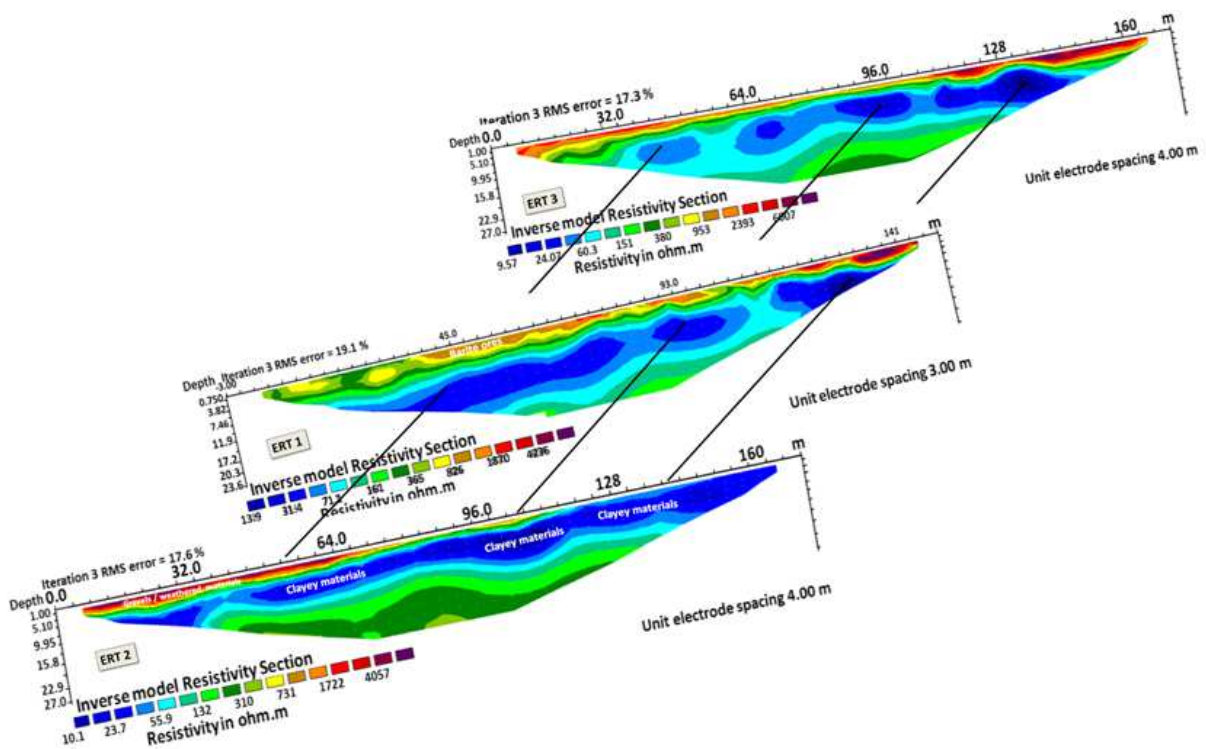 m
160
128
96.0
64.0
32.0
Iteration 3 RMS error = 17.3 %
Depth 0.0
1.00
5.10
9.95
15.8
22.9
27.0
ERT 3
Unit electrode spacing 4.00 m
Inverse model Resistivity Section
9.57 24.07 60.3 151 380 953 2393 6007
Resistivity in ohm.m
m
141
93.0
45.0
Barite ores
Iteration 3 RMS error = 19.1 %
Depth -3.00
0.750
3.82
7.46
11.9
17.2
20.3
23.6
ERT 1
Unit electrode spacing 3.00 m
Inverse model Resistivity Section
13.9 31.4 161 365 826
Resistivity in ohm.m
m
160
128
96.0
64.0
32.0
Iteration 3 RMS error = 17.6 %
Depth 0.0
Gravels / weathered materials
Clayey materials
Clayey materials
Clayey materials
1.00
5.10
9.95
15.8
22.9
27.0
ERT 2
Unit electrode spacing 4.00 m
Inverse model Resistivity Section
10.1 23.7 55.9 132 310 731 1722 4057
Resistivity in ohm.m